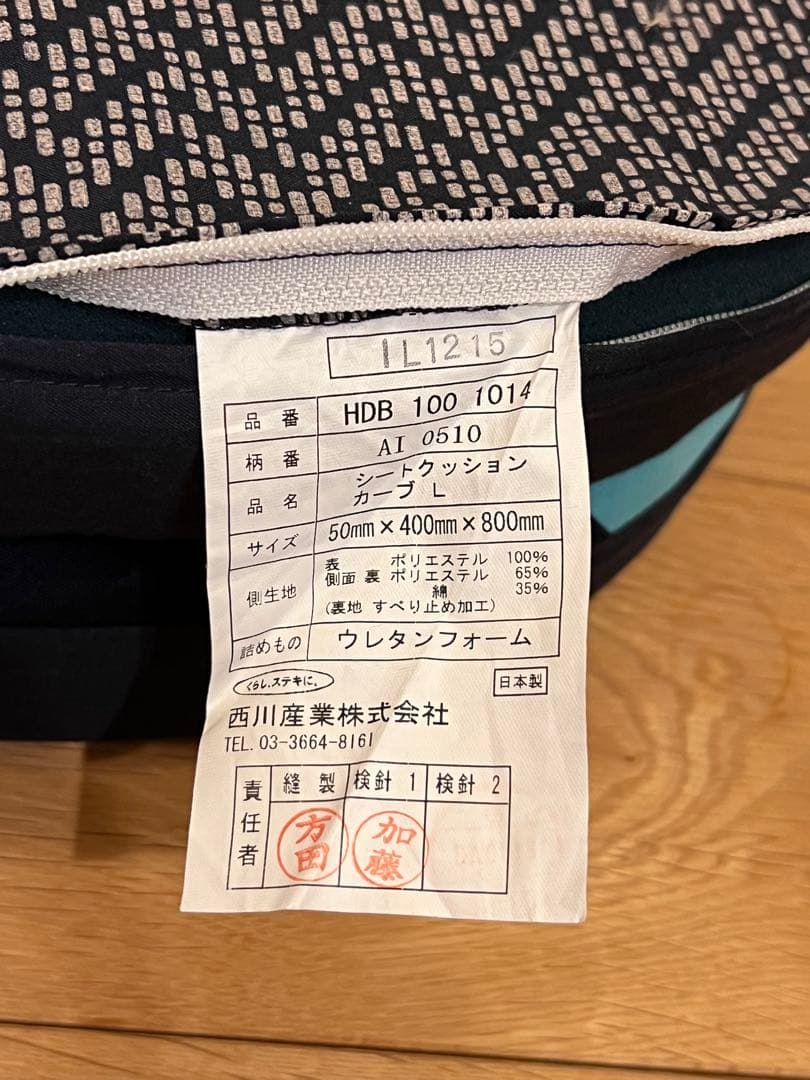 IL1215
品番 HDB 100 1014
柄番 AI 0510
品名 シートクッション
カーブ L
サイズ 50mm×400mm×800mm
側生地 表 ポリエステル 100%
側面 裏 ポリエステル 65%
綿 35%
(裏地 すべり止め加工)
詰めもの ウレタンフォーム
くらし、ステキに。
日本製
西川産業株式会社
TEL. 03-3664-8161
責任者 縫製 検針 1 検針 2
方田 加藤